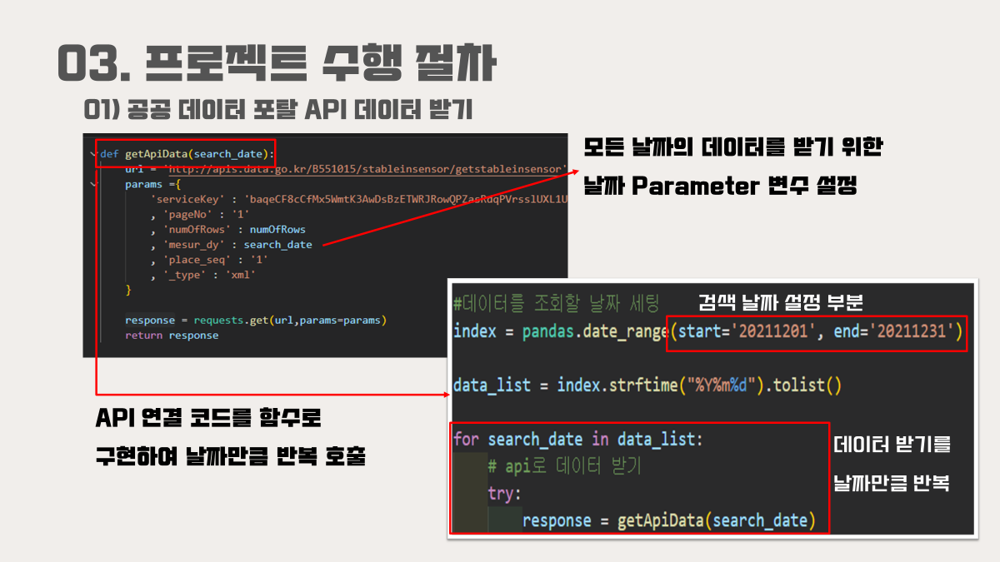 03. 프로젝트 수행 절차
01) 공공 데이터 포탈 API 데이터 받기
def getApiData(search_date):
url = 'http://apis.data.go.kr/B551015/stableinsensor/getstableinsensor'
params ={
'serviceKey' :
, 'pageNo' : '1'
, 'numOfRows' : numOfRows
, 'mesur_dy' : search_date
, 'place_seq' : '1'
, '_type' : 'xml'
}
response = requests.get(url,params=params)
return response
모든 날짜의 데이터를 받기 위한
날짜 Parameter 변수 설정
#데이터를 조회할 날짜 세팅
검색 날짜 설정 부분
index = pandas.date_range(start='20211201', end='20211231')
data_list = index.strftime("%Y%m%d").tolist()
for search_date in data_list:
# api로 데이터 받기
try:
response = getApiData(search_date)
데이터 받기를
날짜만큼 반복
API 연결 코드를 함수로
구현하여 날짜만큼 반복 호출